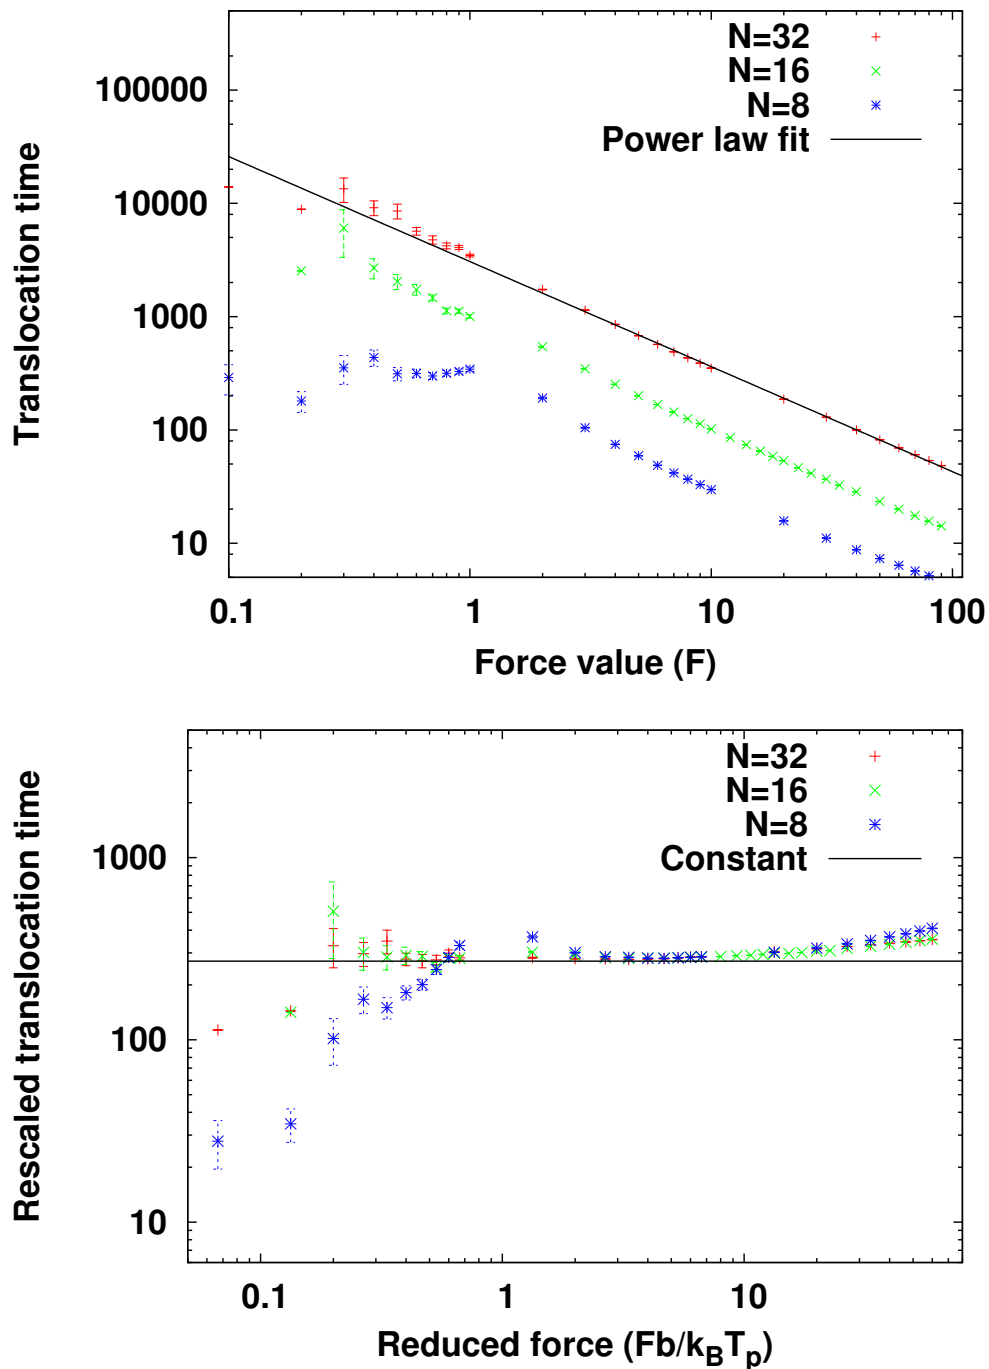 N=32
N=16
N=8
Power law fit
100000
10000
1000
100
10
Translocation time
0.1 1 10 100
Force value (F)
N=32
N=16
N=8
Constant
1000
100
10
Rescaled translocation time
0.1 1 10
Reduced force (Fb/k_BT_p)